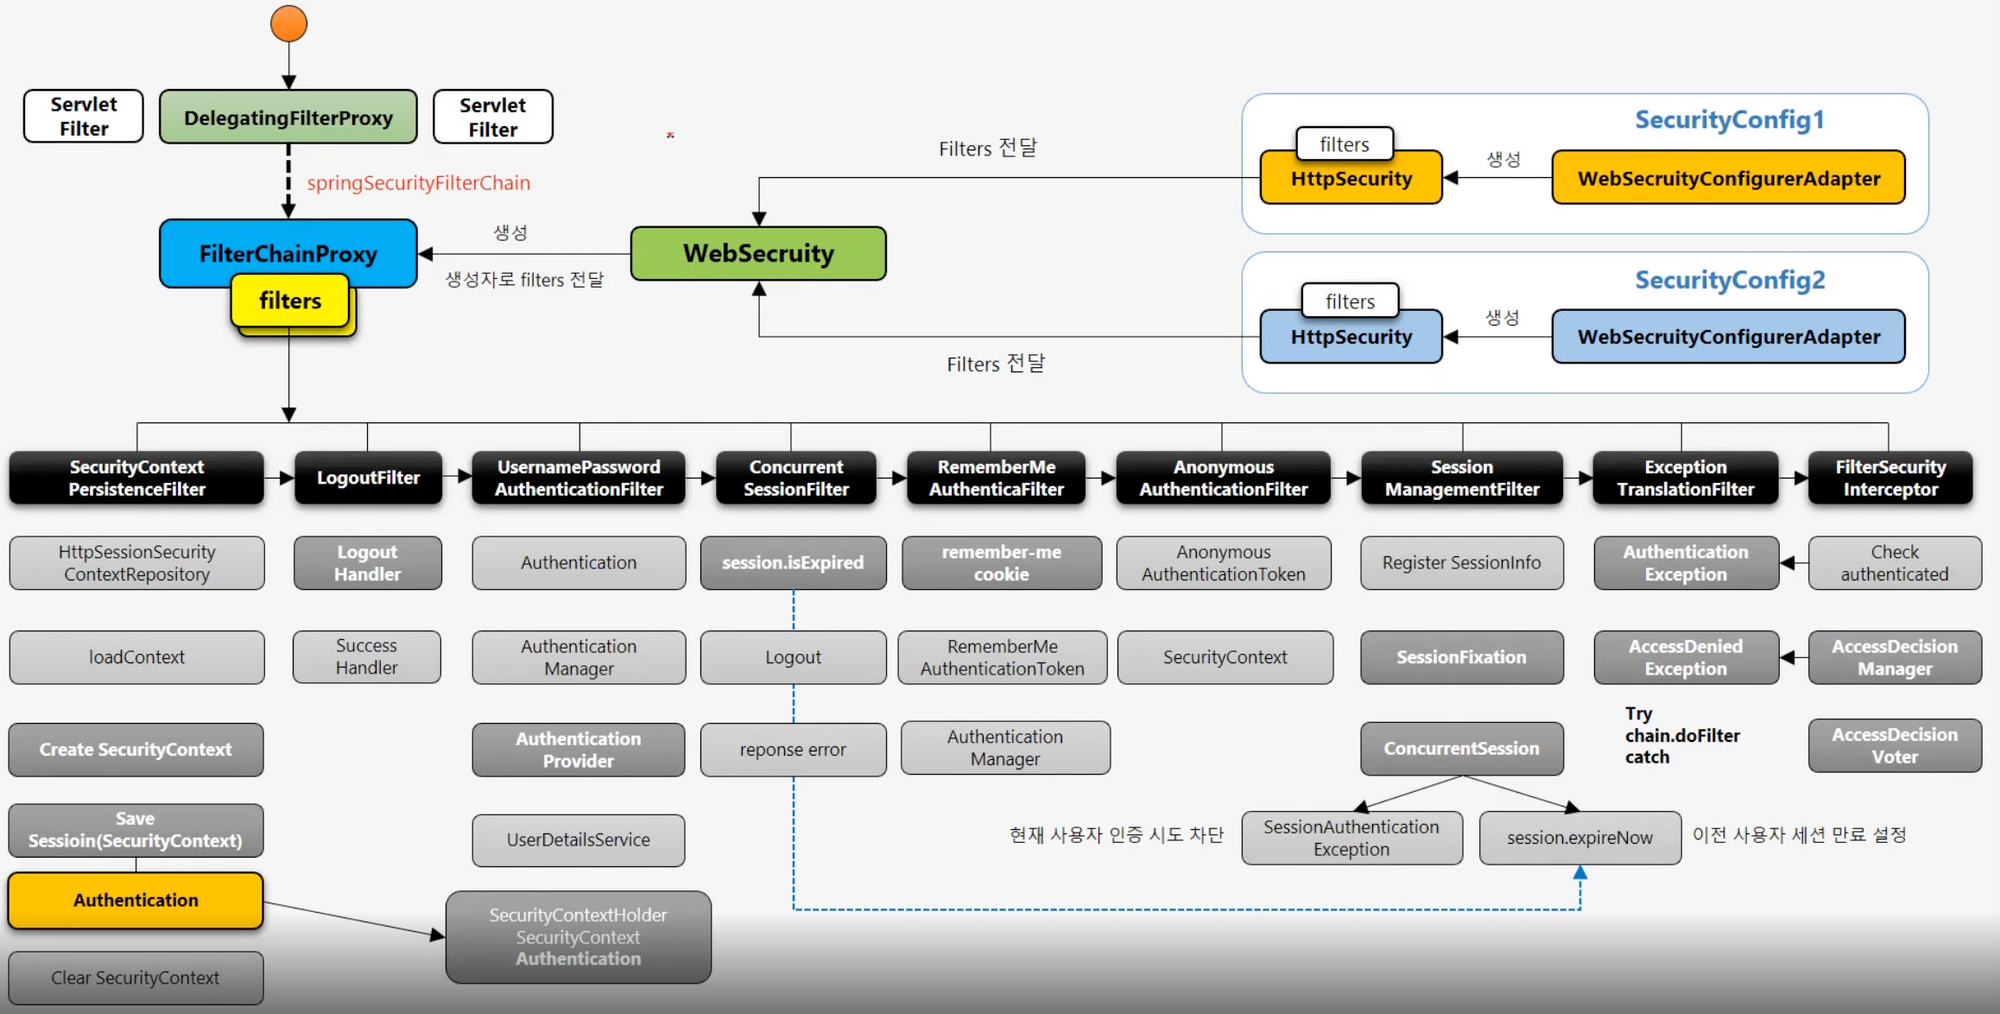 Servlet
Filter
DelegatingFilterProxy
Servlet
Filter
springSecurityFilterChain
FilterChainProxy
filters
생성
생성자로 filters 전달
WebSecruity
Filters 전달
Filters 전달
SecurityConfig1
filters
HttpSecurity
생성
WebSecruityConfigurerAdapter
SecurityConfig2
filters
HttpSecurity
생성
WebSecruityConfigurerAdapter
SecurityContext
PersistenceFilter
LogoutFilter
UsernamePassword
AuthenticationFilter
Concurrent
SessionFilter
RememberMe
AuthenticaFilter
Anonymous
AuthenticationFilter
Session
ManagementFilter
Exception
TranslationFilter
FilterSecurity
Interceptor
HttpSessionSecurity
ContextRepository
Logout
Handler
Authentication
session.isExpired
remember-me
cookie
Anonymous
AuthenticationToken
Register SessionInfo
Authentication
Exception
Check
authenticated
loadContext
Success
Handler
Authentication
Manager
Logout
RememberMe
AuthenticationToken
SecurityContext
SessionFixation
AccessDenied
Exception
AccessDecision
Manager
Create SecurityContext
Authentication
Provider
reponse error
Authentication
Manager
ConcurrentSession
Try
chain.doFilter
catch
AccessDecision
Voter
Save
Sessioin(SecurityContext)
UserDetailsService
현재 사용자 인증 시도 차단
SessionAuthentication
Exception
session.expireNow
이전 사용자 세션 만료 설정
Authentication
SecurityContextHolder
SecurityContext
Authentication
Clear SecurityContext